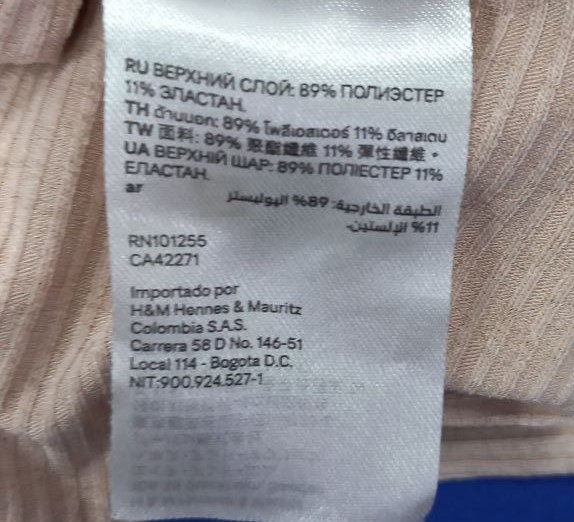 RU ВЕРХНИЙ СЛОЙ: 89% ПОЛИЭСТЕР
11% ЭЛАСТАН.
TH ด้านนอก: 89% โพลีเอสเตอร์ 11% อีลาสเตน
TW 面料: 89% 聚酯纖維 11% 彈性纖維。
UA ВЕРХНІЙ ШАР: 89% ПОЛІЕСТЕР 11%
ЕЛАСТАН.
ar
الطبقة الخارجية: 89% البوليستر
11% الإلستين.
RN101255
CA42271
Importado por
H&M Hennes & Mauritz
Colombia S.A.S.
Carrera 58 D No. 146-51
Local 114 - Bogota D.C.
NIT:900.924.527-1